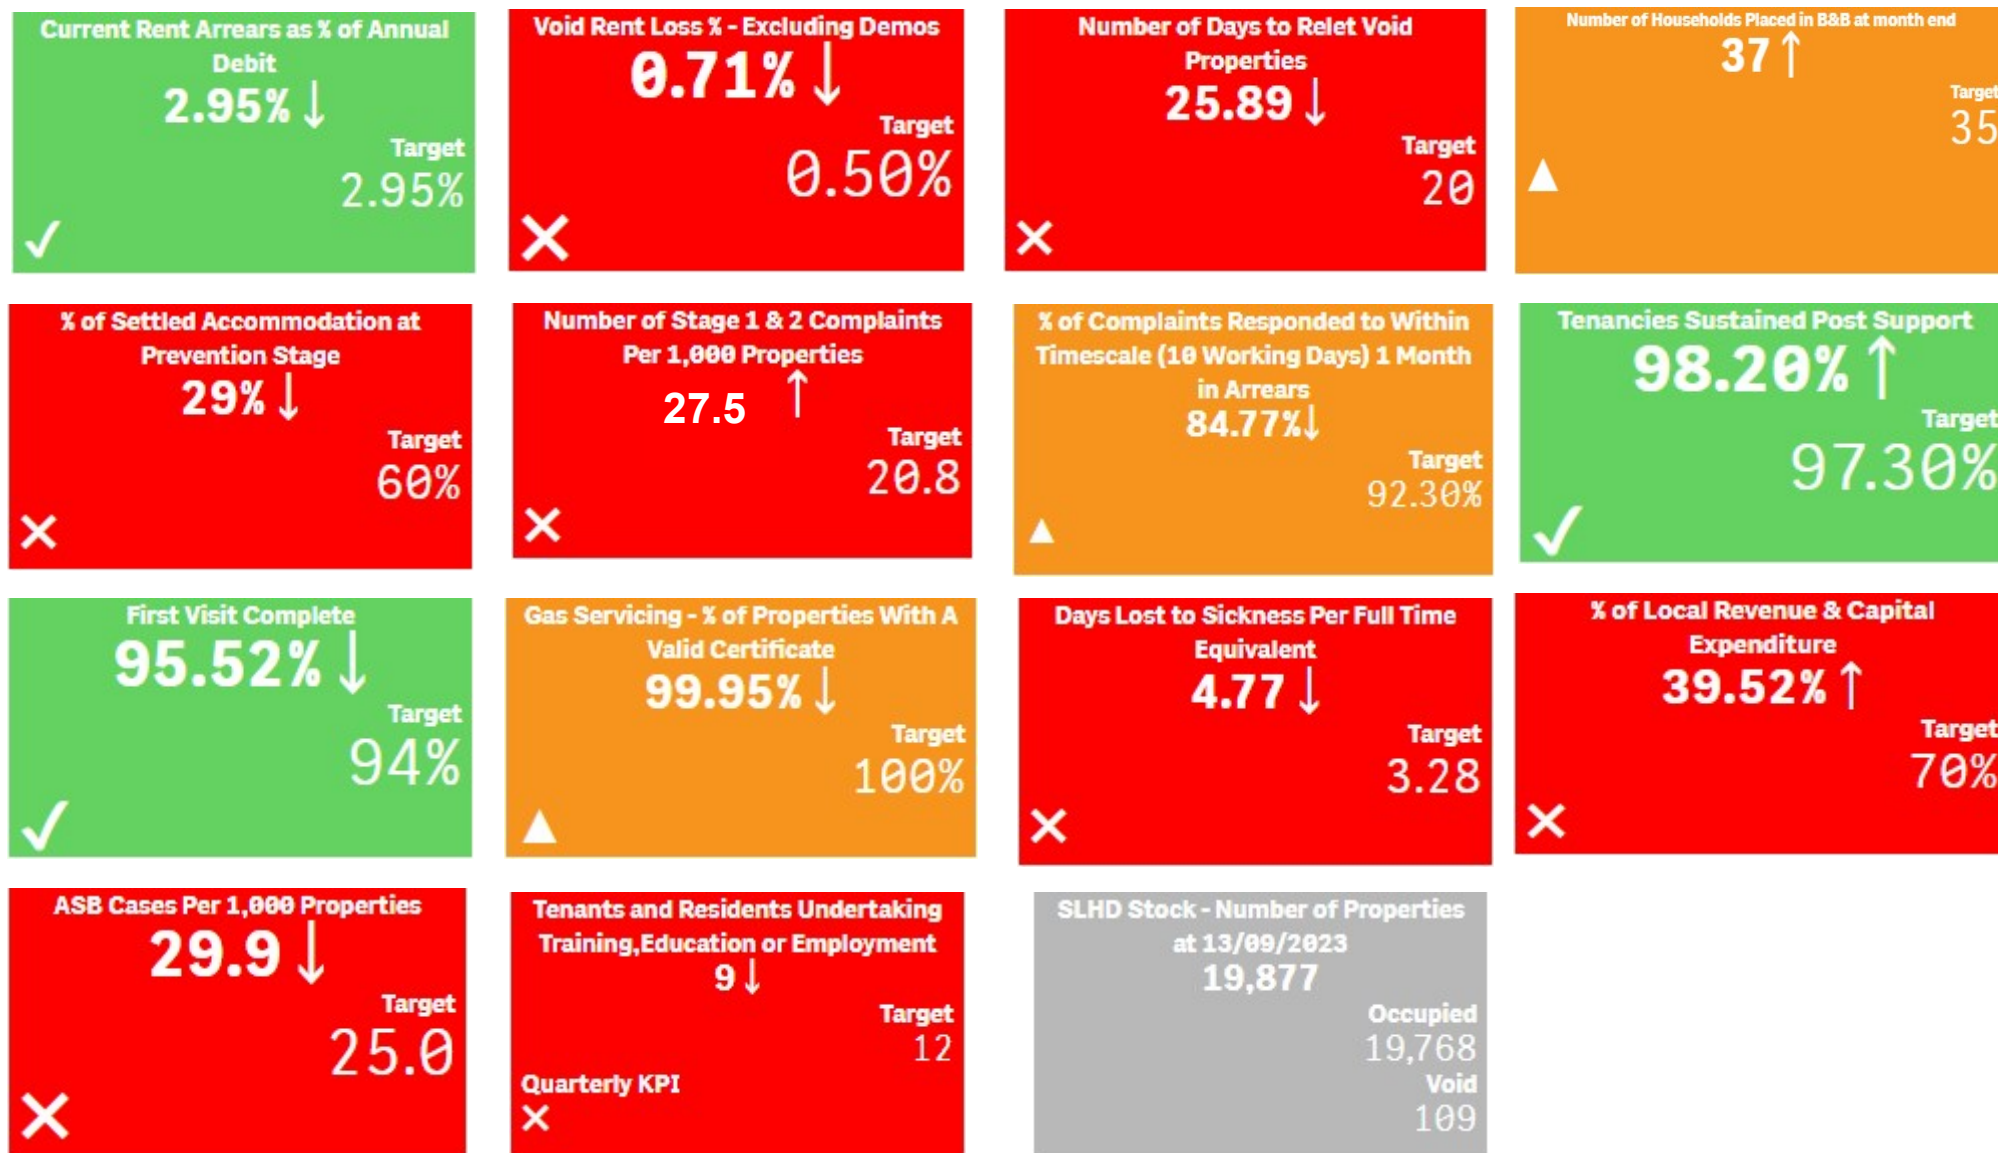 Current Rent Arrears as % of Annual
Debit
2.95% ↓
Target
2.95%
✓
Void Rent Loss % - Excluding Demos
0.71% ↓
Target
0.50%
✕
Number of Days to Relet Void
Properties
25.89 ↓
Target
20
✕
Number of Households Placed in B&B at month end
37 ↑
Target
35
▲
% of Settled Accommodation at
Prevention Stage
29% ↓
Target
60%
✕
Number of Stage 1 & 2 Complaints
Per 1,000 Properties
27.5 ↑
Target
20.8
✕
% of Complaints Responded to Within
Timescale (10 Working Days) 1 Month
in Arrears
84.77%↓
Target
92.30%
▲
Tenancies Sustained Post Support
98.20% ↑
Target
97.30%
✓
First Visit Complete
95.52% ↓
Target
94%
✓
Gas Servicing - % of Properties With A
Valid Certificate
99.95% ↓
Target
100%
▲
Days Lost to Sickness Per Full Time
Equivalent
4.77 ↓
Target
3.28
✕
% of Local Revenue & Capital
Expenditure
39.52% ↑
Target
70%
✕
ASB Cases Per 1,000 Properties
29.9 ↓
Target
25.0
✕
Tenants and Residents Undertaking
Training,Education or Employment
9 ↓
Target
12
Quarterly KPI
✕
SLHD Stock - Number of Properties
at 13/09/2023
19,877
Occupied
19,768
Void
109